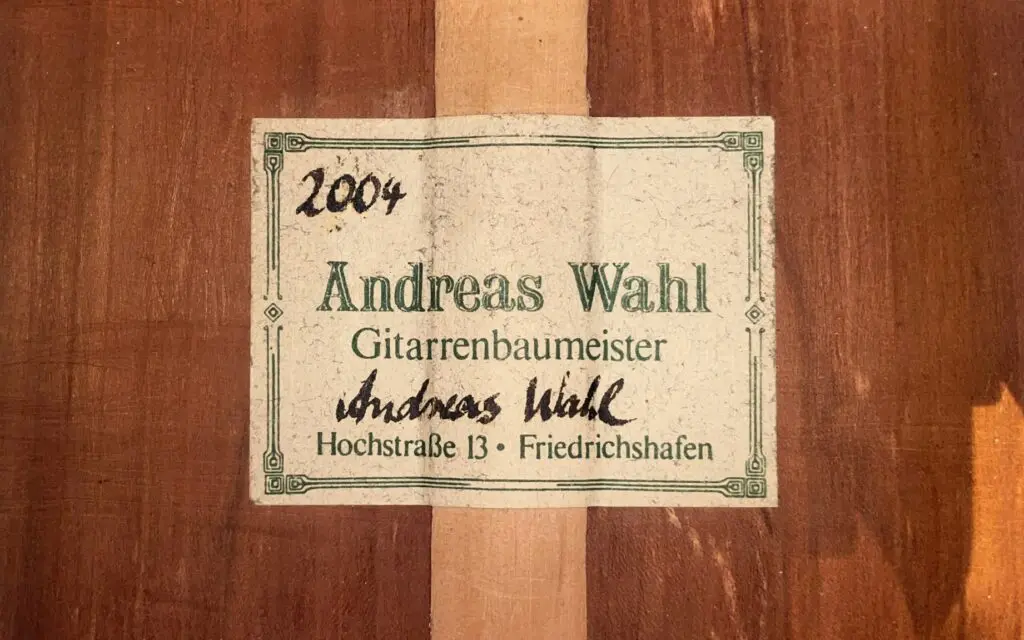 2004
Andreas Wahl
Gitarrenbaumeister
Andreas Wahl
Hochstraße 13 • Friedrichshafen